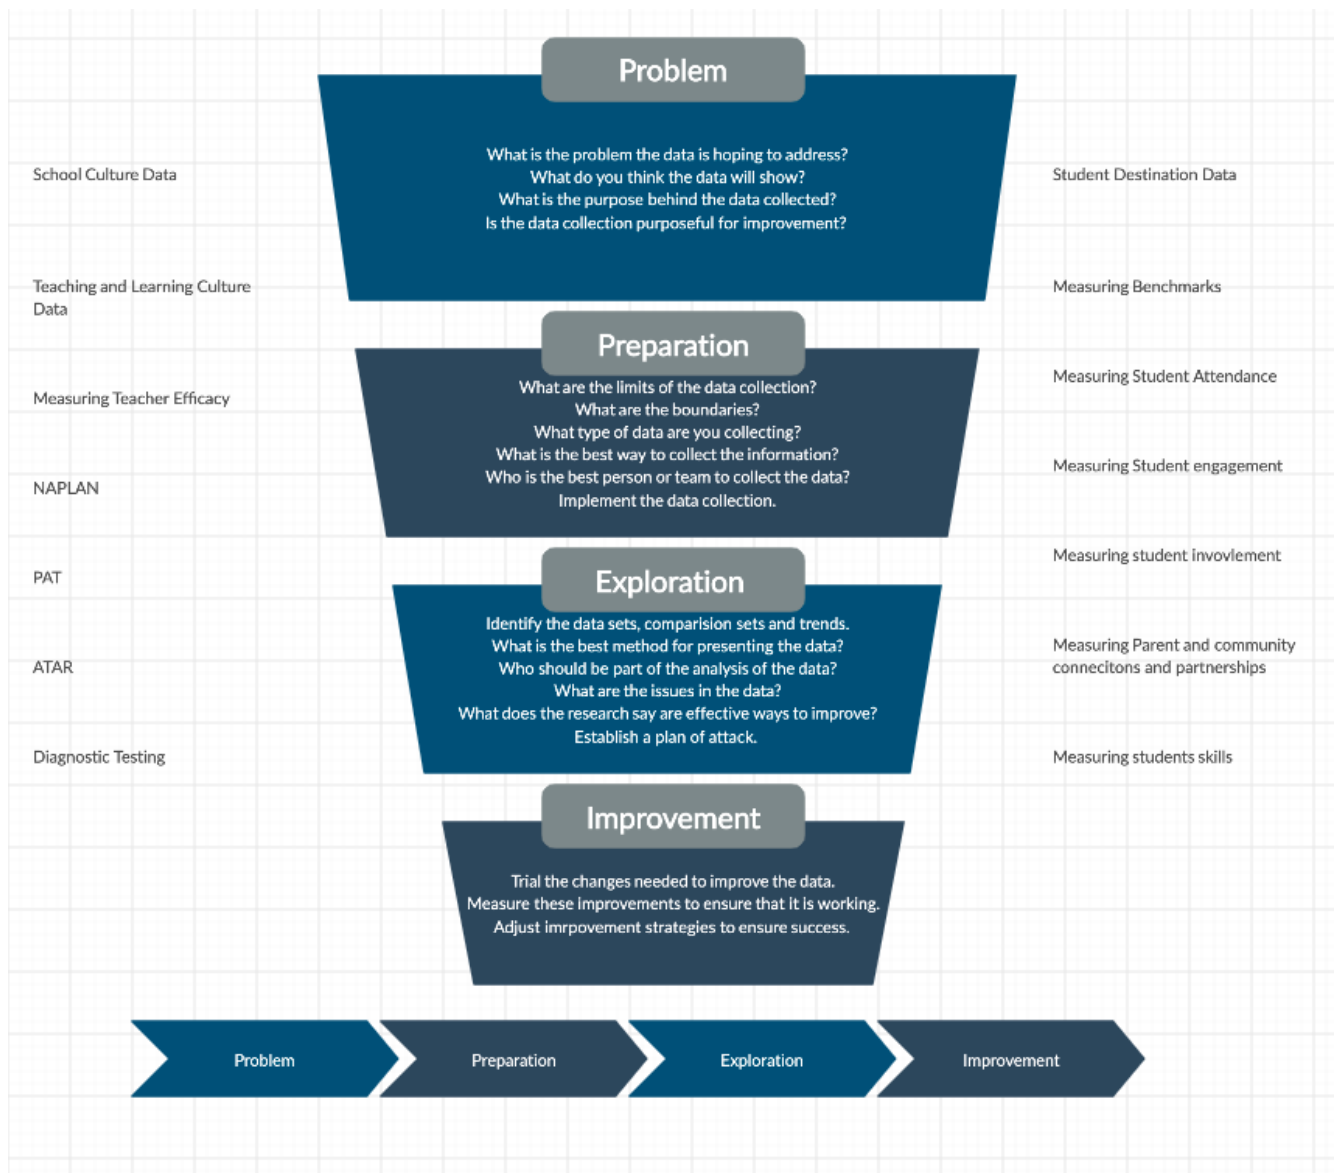 Problem
What is the problem the data is hoping to address?
What do you think the data will show?
What is the purpose behind the data collected?
Is the data collection purposeful for improvement?
School Culture Data
Teaching and Learning Culture
Data
Measuring Teacher Efficacy
NAPLAN
PAT
ATAR
Diagnostic Testing
Student Destination Data
Measuring Benchmarks
Measuring Student Attendance
Measuring Student engagement
Measuring student invovlement
Measuring Parent and community
connecitons and partnerships
Measuring students skills
Preparation
What are the limits of the data collection?
What are the boundaries?
What type of data are you collecting?
What is the best way to collect the information?
Who is the best person or team to collect the data?
Implement the data collection.
Exploration
Identify the data sets, comparision sets and trends.
What is the best method for presenting the data?
Who should be part of the analysis of the data?
What are the issues in the data?
What does the research say are effective ways to improve?
Establish a plan of attack.
Improvement
Trial the changes needed to improve the data.
Measure these improvements to ensure that it is working.
Adjust imrpovement strategies to ensure success.
Problem
Preparation
Exploration
Improvement